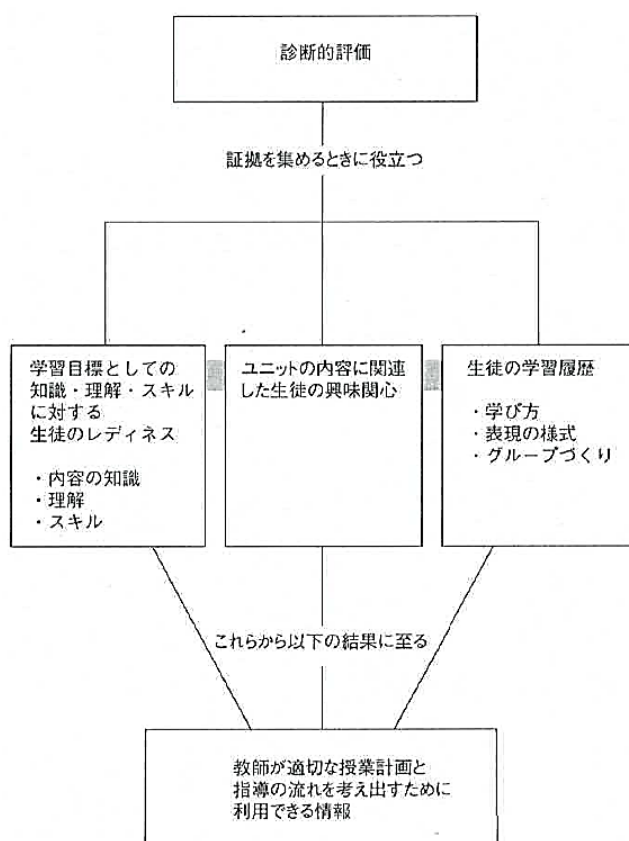 診断的評価
証拠を集めるときに役立つ
学習目標としての
知識・理解・スキル
に対する
生徒のレディネス
・内容の知識
・理解
・スキル
ユニットの内容に関連
した生徒の興味関心
生徒の学習履歴
・学び方
・表現の様式
・グループづくり
これらから以下の結果に至る
教師が適切な授業計画と
指導の流れを考え出すために
利用できる情報